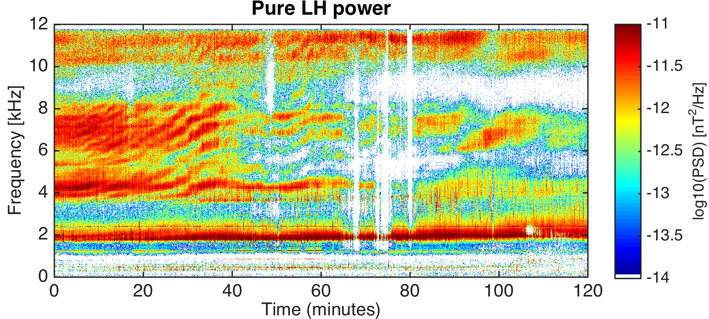 Pure LH power
12
10
8
6
4
2
0
Frequency [kHz]
0 20 40 60 80 100 120
Time (minutes)
-11
-11.5
-12
-12.5
-13
-13.5
-14
log10(PSD) [nT²/Hz]